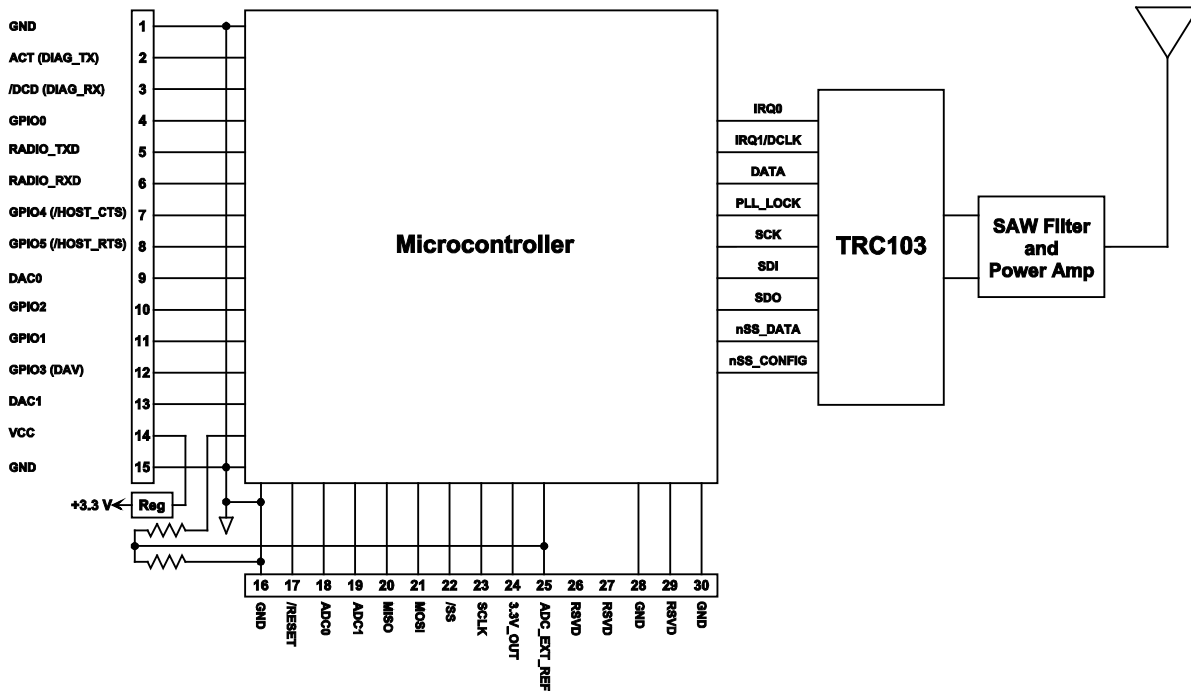 GND 1
ACT (DIAG_TX) 2
/DCD (DIAG_RX) 3
GPIO0 4
RADIO_TXD 5
RADIO_RXD 6
GPIO4 (/HOST_CTS) 7
GPIO5 (/HOST_RTS) 8
DAC0 9
GPIO2 10
GPIO1 11
GPIO3 (DAV) 12
DAC1 13
VCC 14
GND 15
+3.3 V
Reg
Microcontroller
IRQ0
IRQ1/DCLK
DATA
PLL_LOCK
SCK
SDI
SDO
nSS_DATA
nSS_CONFIG
TRC103
SAW Filter
and
Power Amp
16 17 18 19 20 21 22 23 24 25 26 27 28 29 30
GND
/RESET
ADC0
ADC1
MISO
MOSI
/SS
SCLK
3.3V_OUT
ADC_EXT_REF
RSVD
RSVD
GND
RSVD
GND